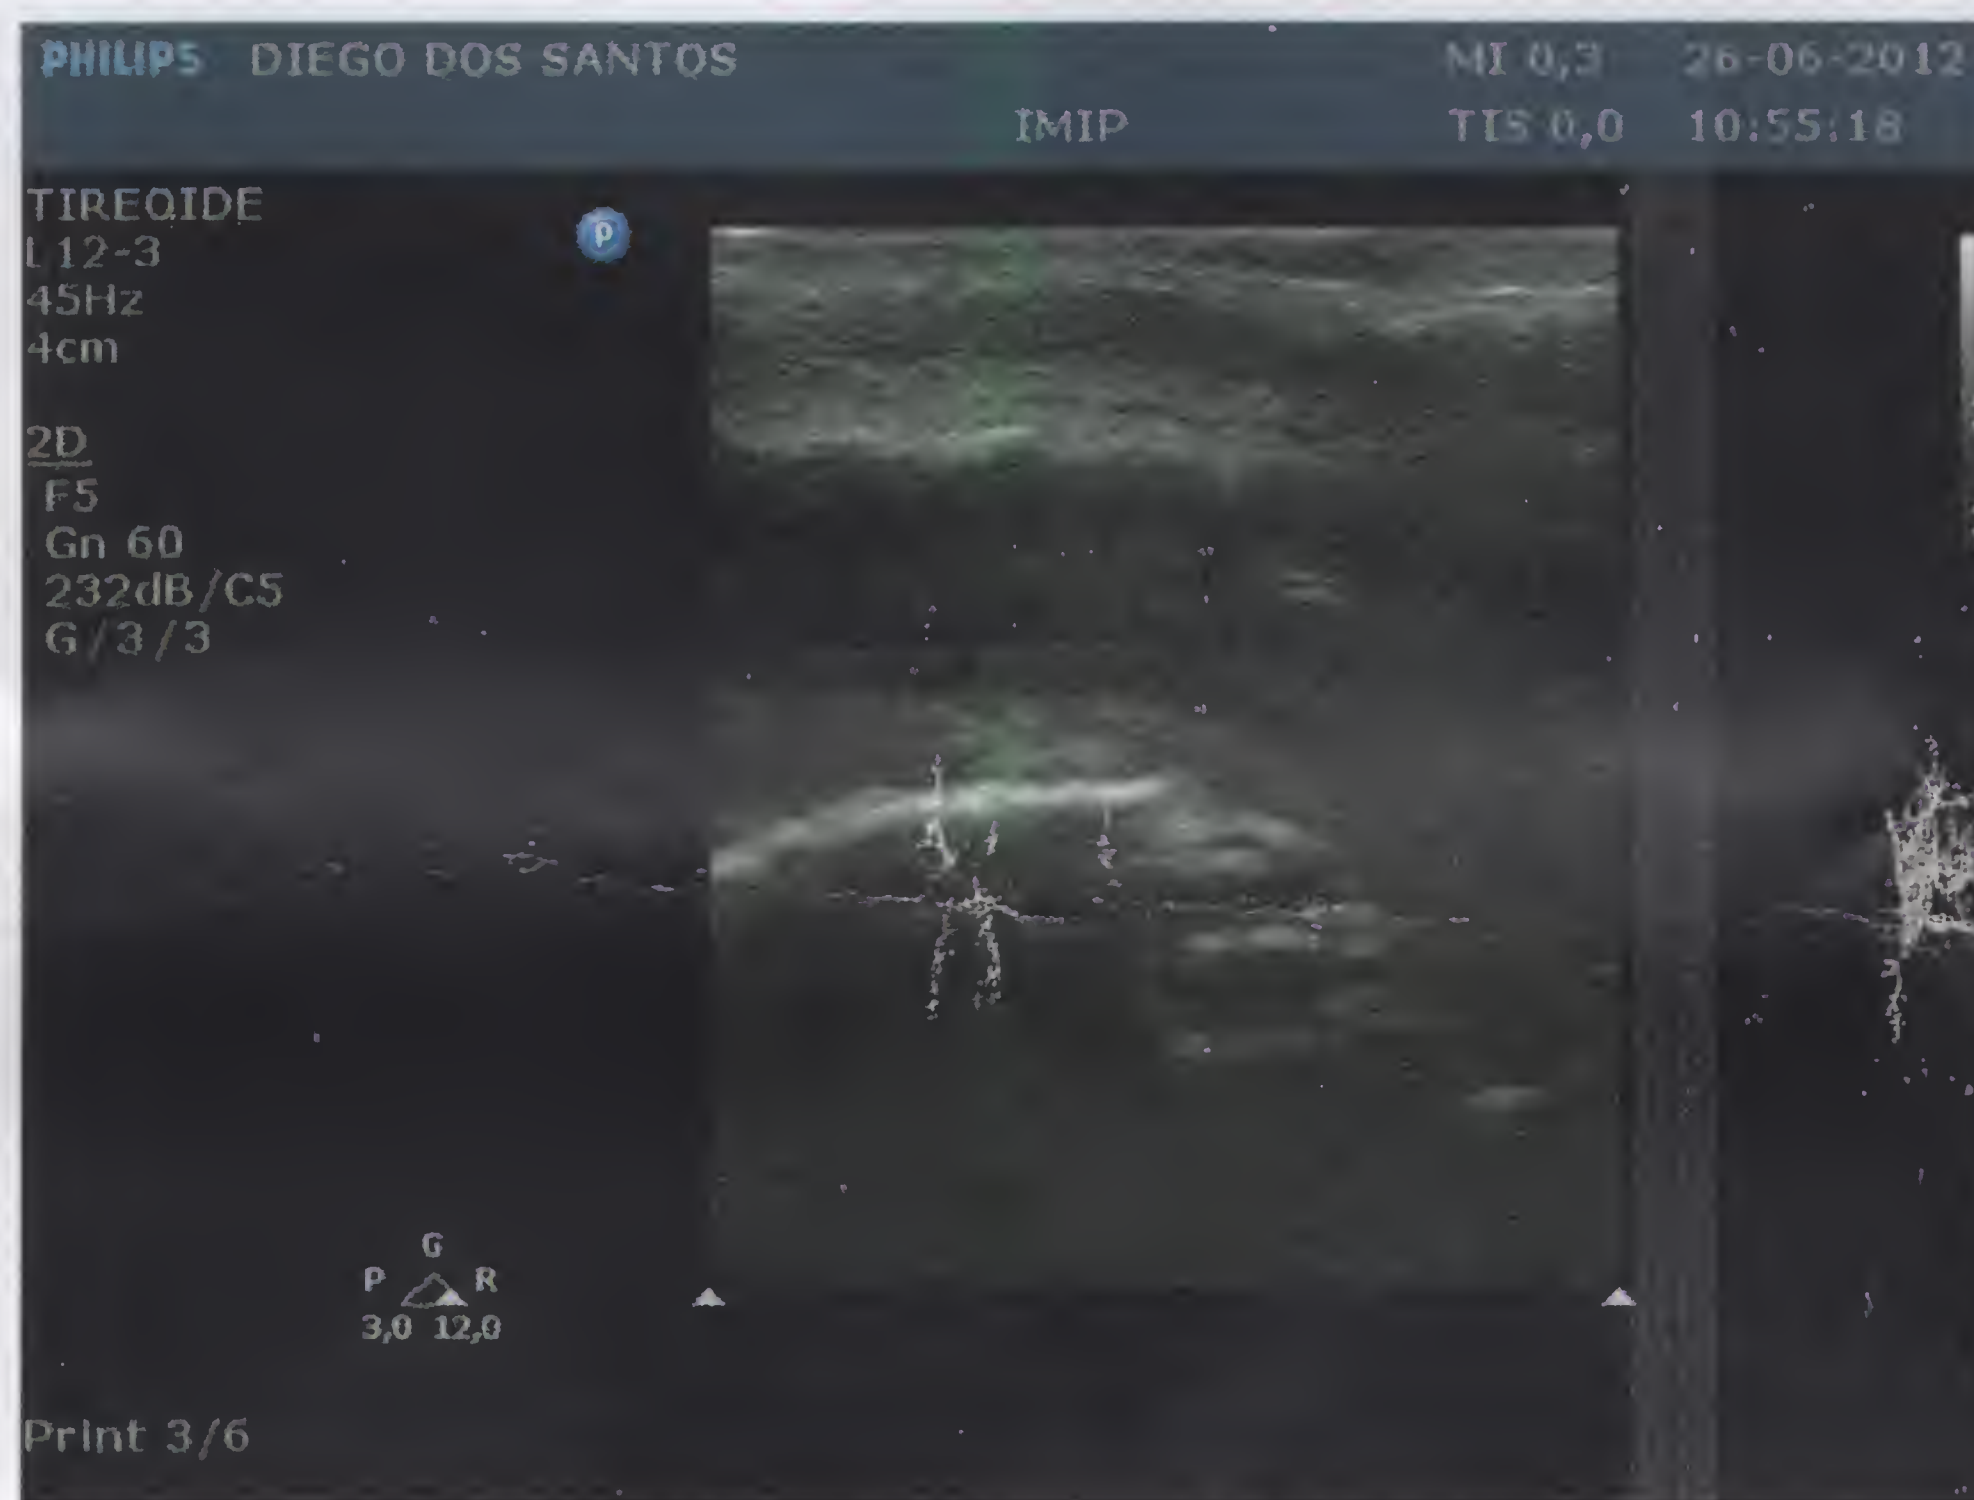 PHILIPS DIEGO DOS SANTOS MI 0,3 26-06-2012
IMIP TIS 0,0 10:55:18
TIREOIDE
L12-3
45Hz
4cm
2D
F5
Gn 60
232dB/C5
G/3/3
P
G
P R
3,0 12,0
Print 3/6